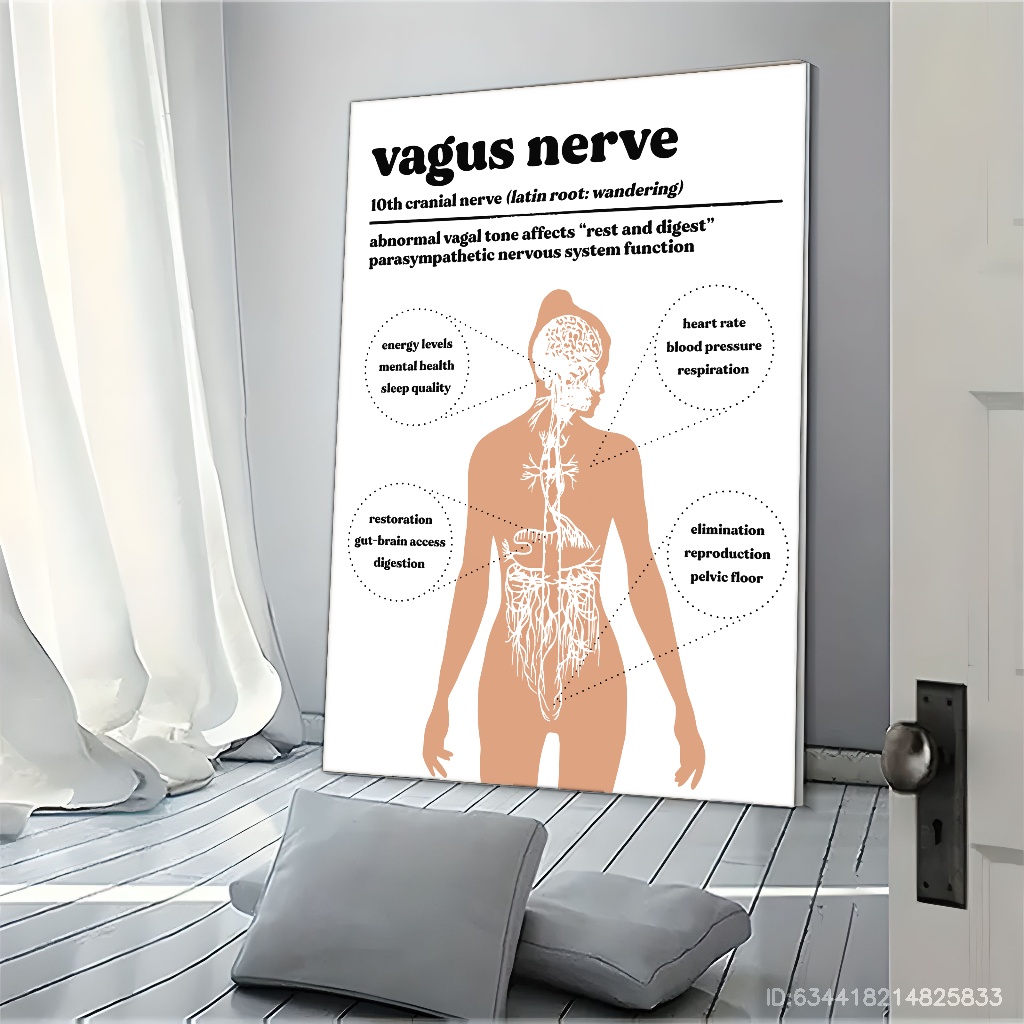 vagus nerve
10th cranial nerve (latin root: wandering)
abnormal vagal tone affects “rest and digest”
parasympathetic nervous system function
energy levels
mental health
sleep quality
heart rate
blood pressure
respiration
restoration
gut-brain access
digestion
elimination
reproduction
pelvic floor
ID:634418214825833